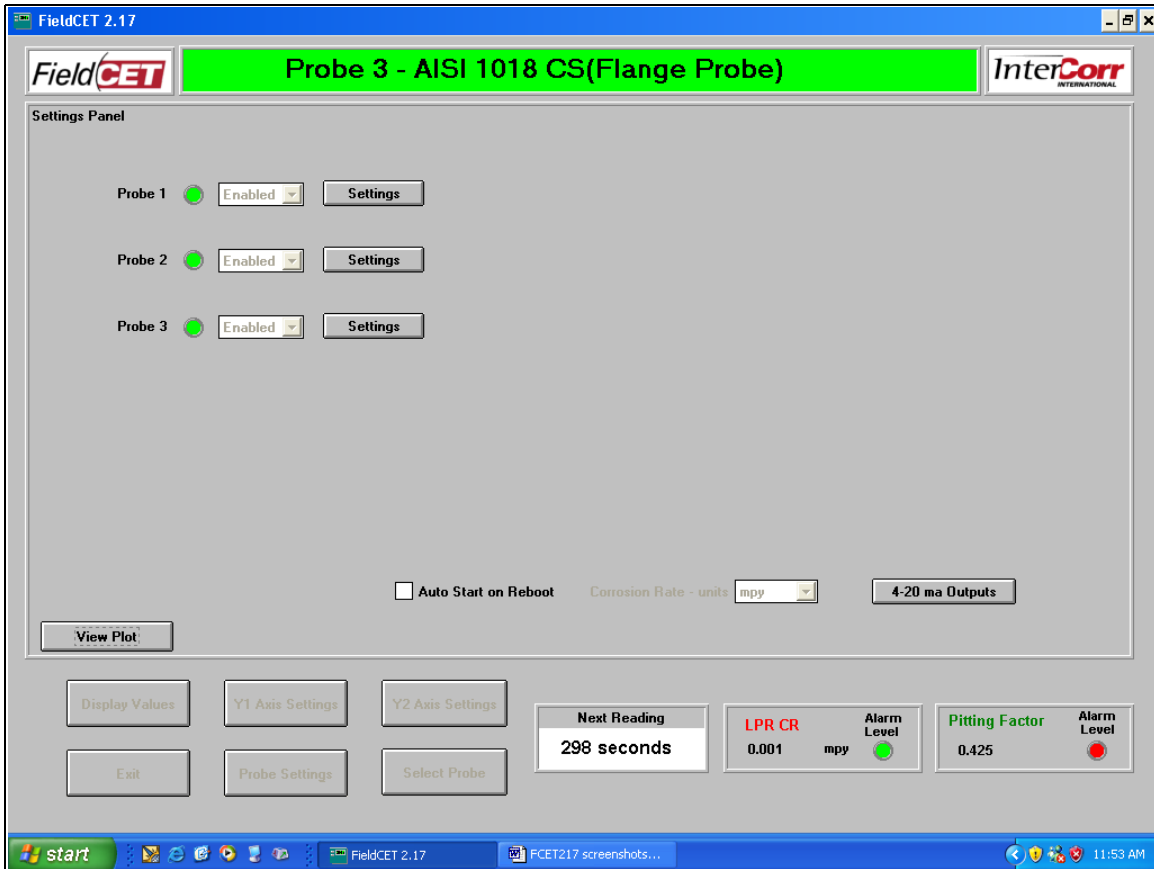 FieldCET 2.17
FieldCET
Probe 3 - AISI 1018 CS(Flange Probe)
InterCorr
INTERNATIONAL
Settings Panel
Probe 1 Enabled Settings
Probe 2 Enabled Settings
Probe 3 Enabled Settings
Auto Start on Reboot Corrosion Rate - units mpy 4-20 ma Outputs
View Plot
Display Values Y1 Axis Settings Y2 Axis Settings
Exit Probe Settings Select Probe
Next Reading
298 seconds
LPR CR Alarm Level
0.001 mpy
Pitting Factor Alarm Level
0.425
start FieldCET 2.17 FCET217 screenshots... 11:53 AM